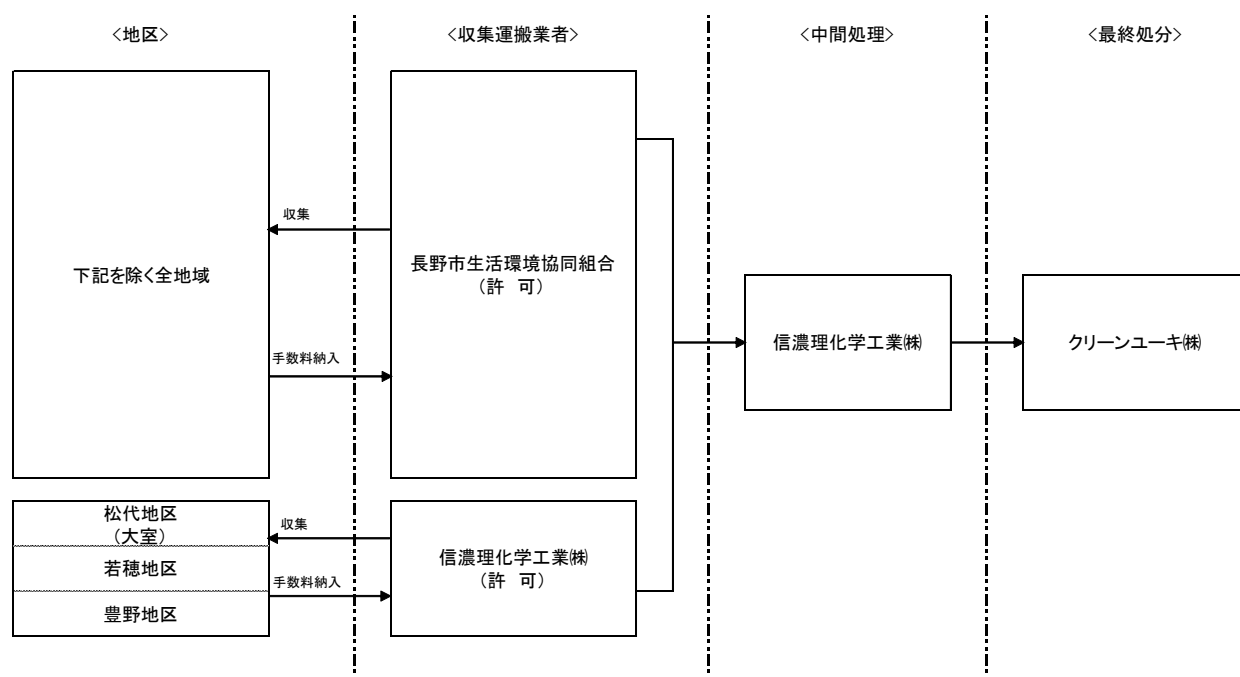 <地区>
<収集運搬業者>
<中間処理>
<最終処分>
下記を除く全地域
収集
手数料納入
長野市生活環境協同組合
(許 可)
信濃理化学工業㈱
クリーンユーキ㈱
松代地区
(大室)
若穂地区
豊野地区
収集
手数料納入
信濃理化学工業㈱
(許 可)